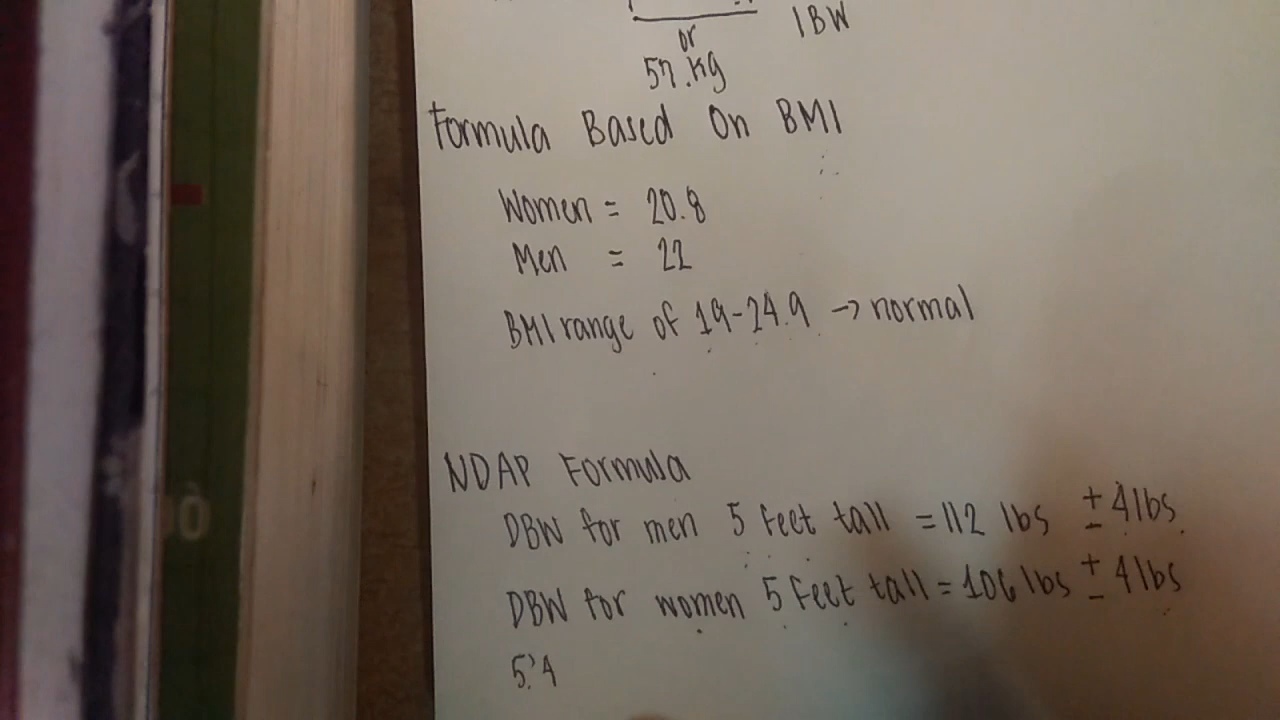 or IBW
57.kg
Formula Based On BMI
Women = 20.8
Men = 22
BMI range of 19-24.9 → normal
NDAP Formula
DBW for men 5 feet tall = 112 lbs ± 4lbs.
DBW for women 5 Feet tall = 106 lbs ± 4lbs
5'4